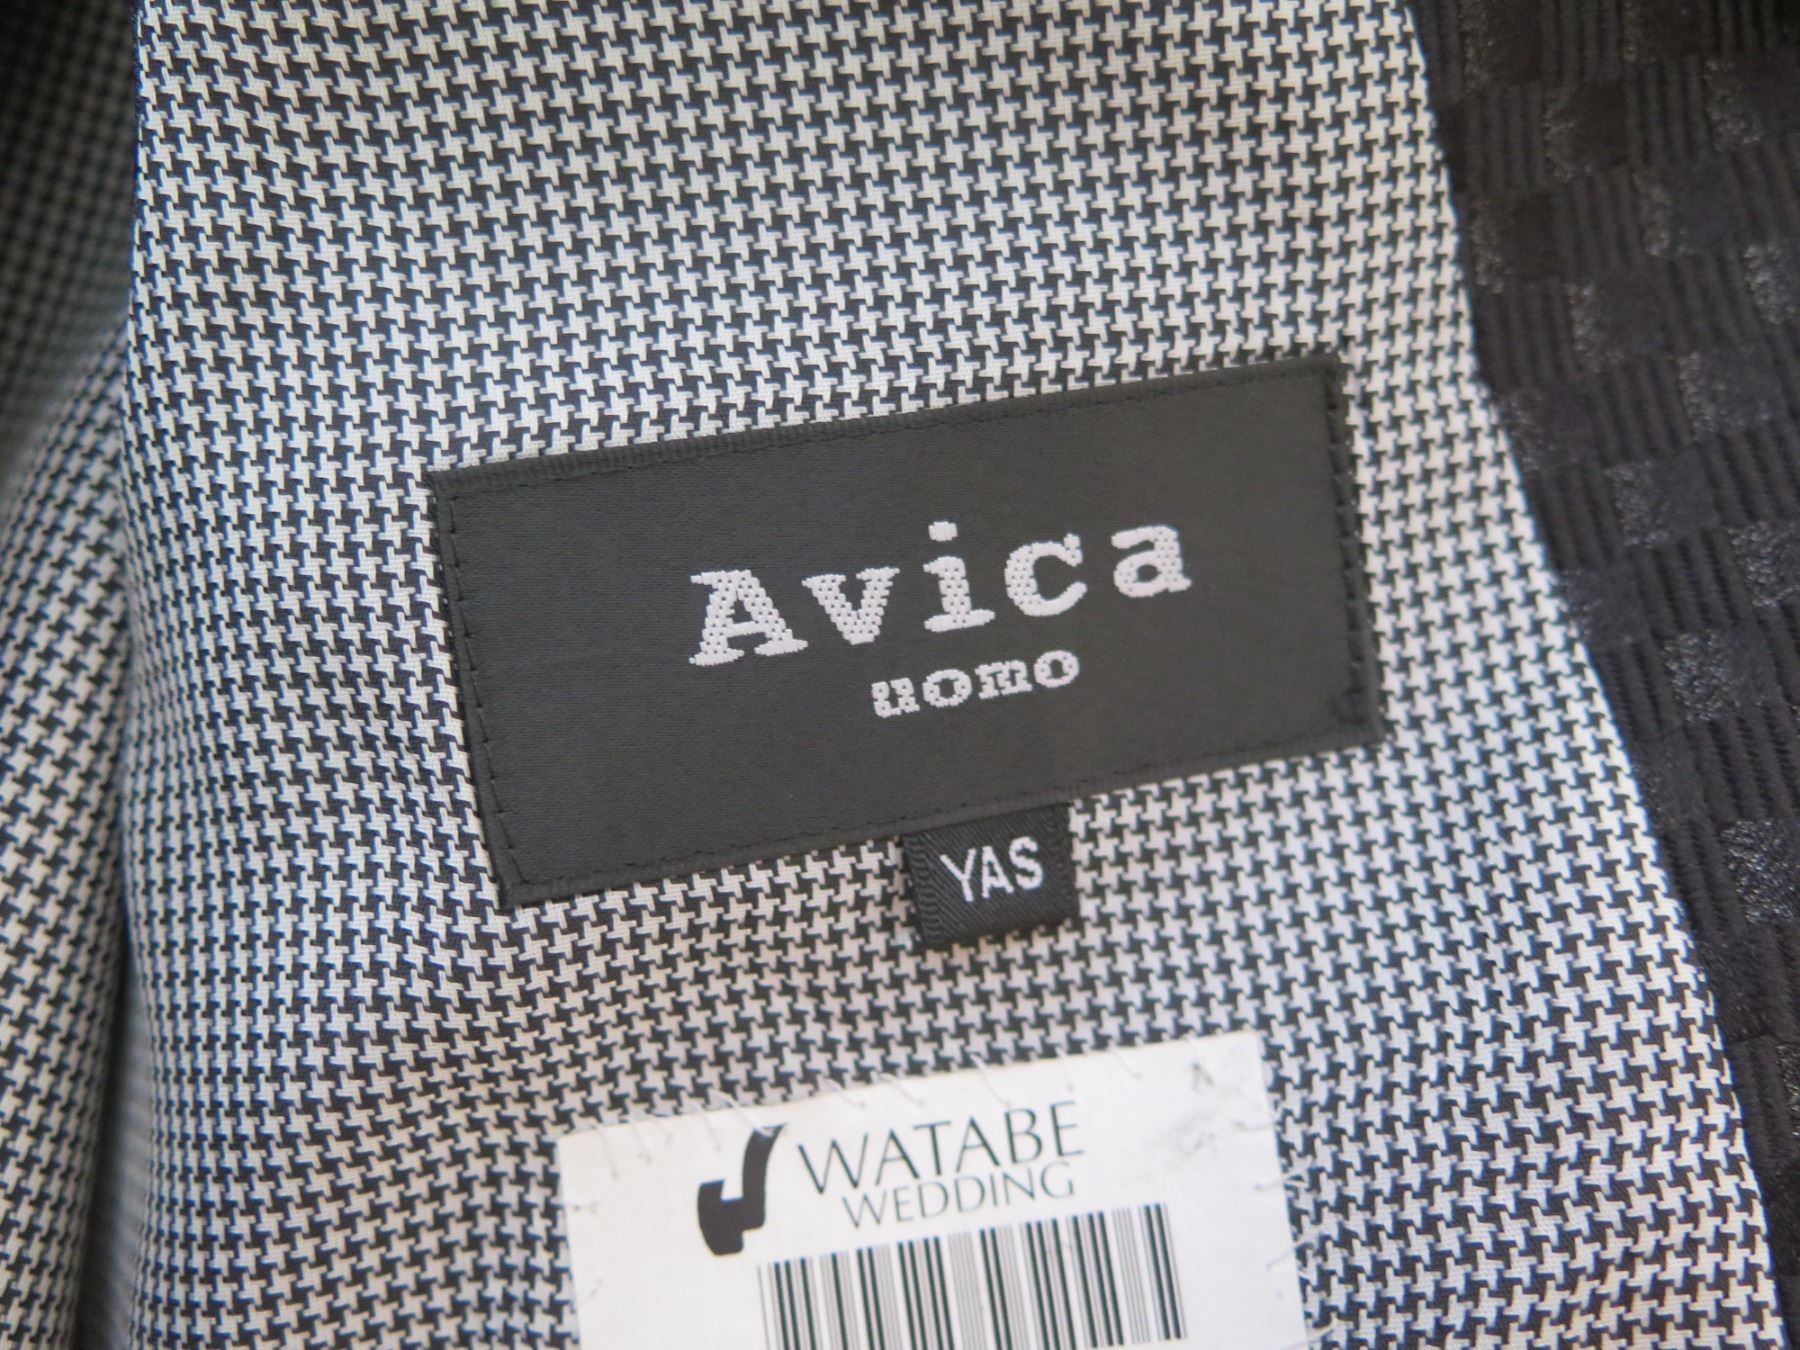 Avica
uomo
YAS
WATABE
WEDDING